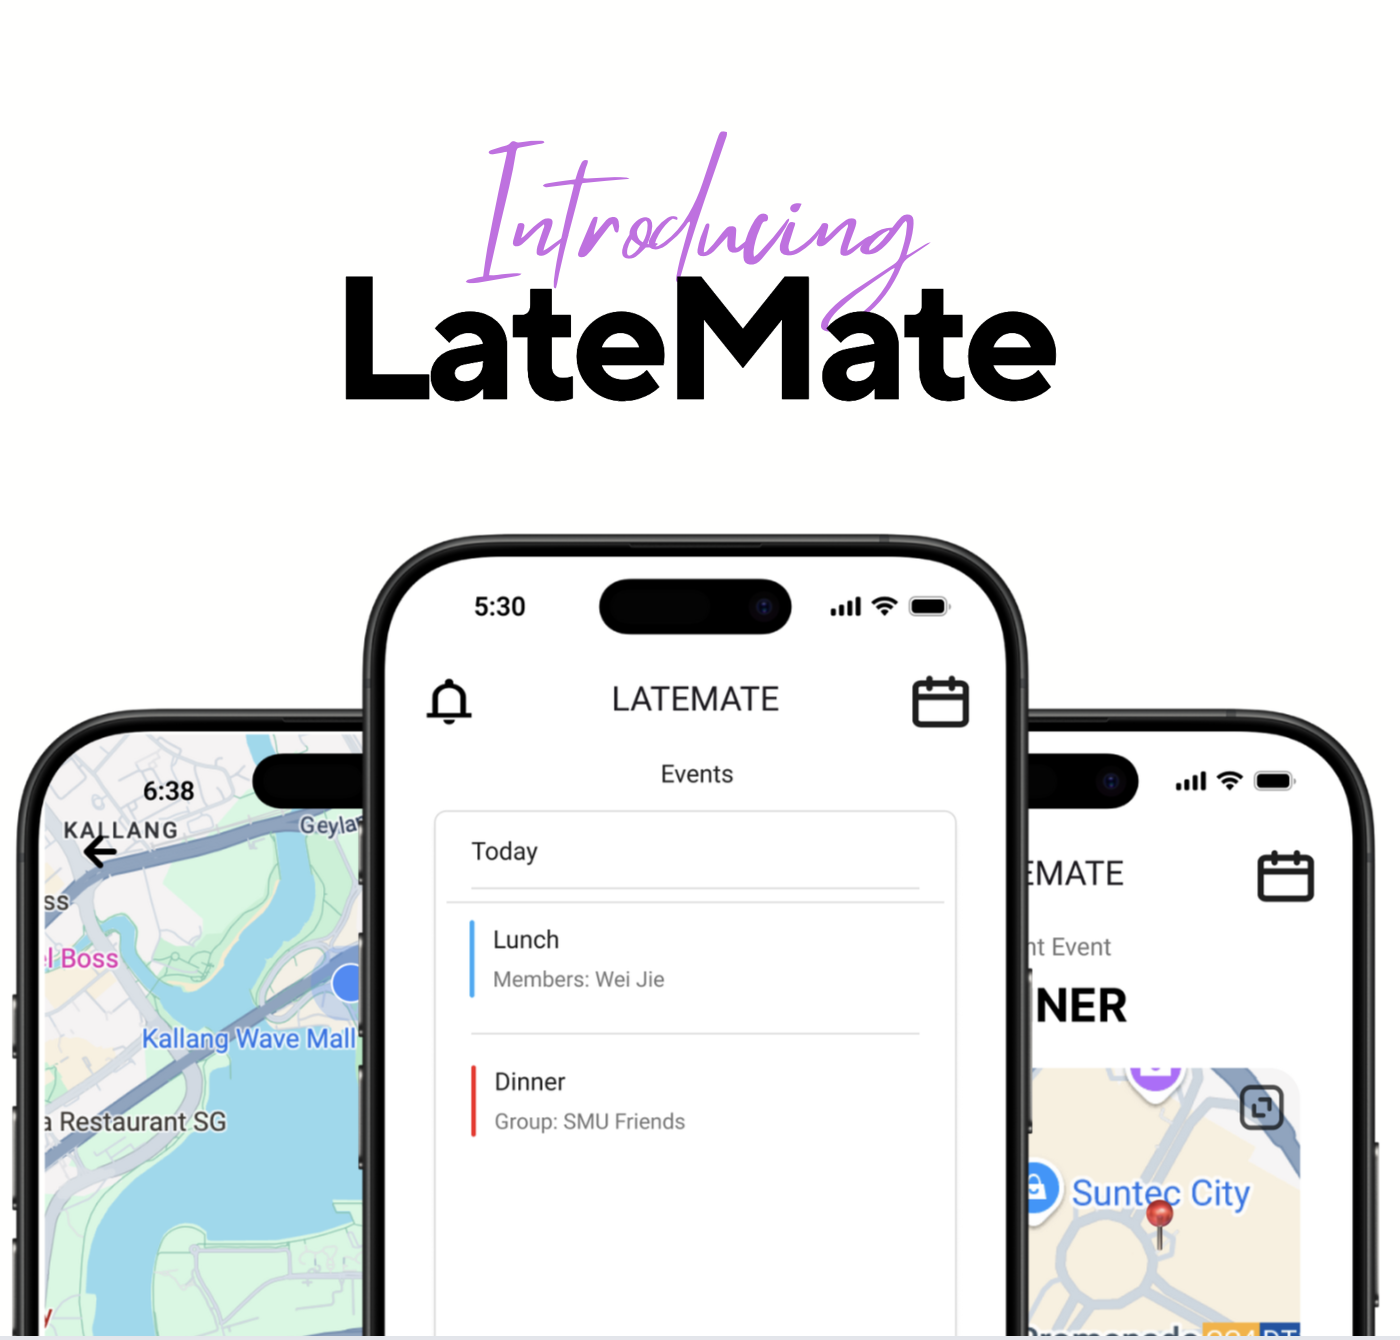 Introducing
LateMate
5:30
LATEMATE
Events
Today
Lunch
Members: Wei Jie
Dinner
Group: SMU Friends
6:38
KALLANG
Geyla
ss
l Boss
Kallang Wave Mall
a Restaurant SG
EMATE
nt Event
NER
Suntec City
Promenade